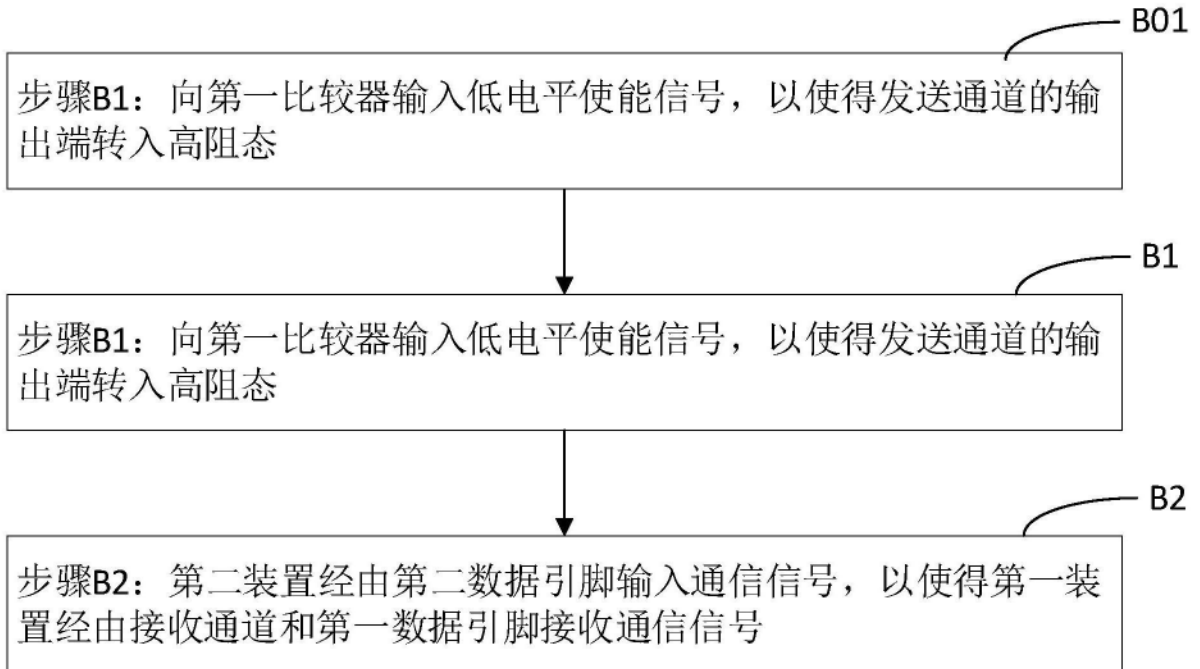 B01
步骤B1：向第一比较器输入低电平使能信号，以使得发送通道的输
出端转入高阻态
B1
步骤B1：向第一比较器输入低电平使能信号，以使得发送通道的输
出端转入高阻态
B2
步骤B2：第二装置经由第二数据引脚输入通信信号，以使得第一装
置经由接收通道和第一数据引脚接收通信信号